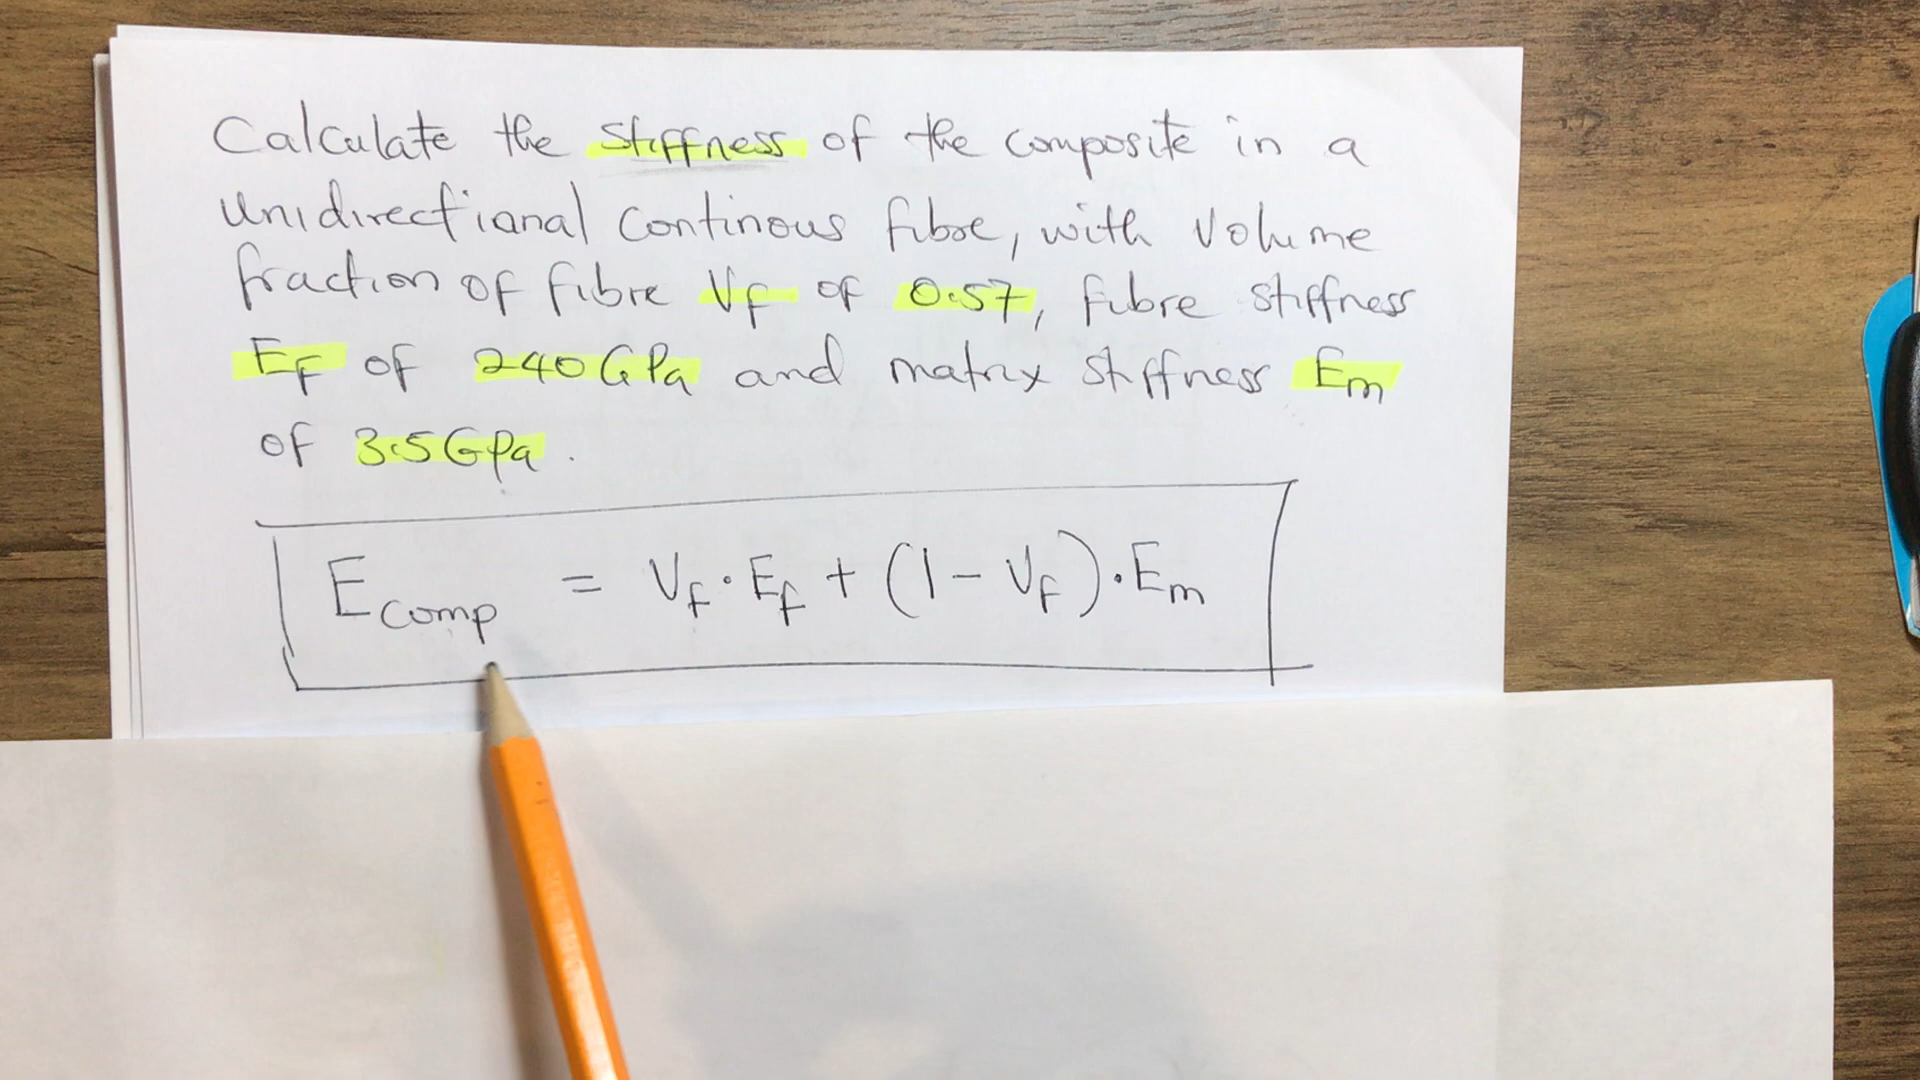 Calculate the stiffness of the composite in a
unidirectional continous fibre, with volume
fraction of fibre Vf of 0.57, fibre stiffness
Ef of 240 GPa and matrix stiffness Em
of 3.5 GPa.
Ecomp = Vf · Ef + (1 - Vf) · Em